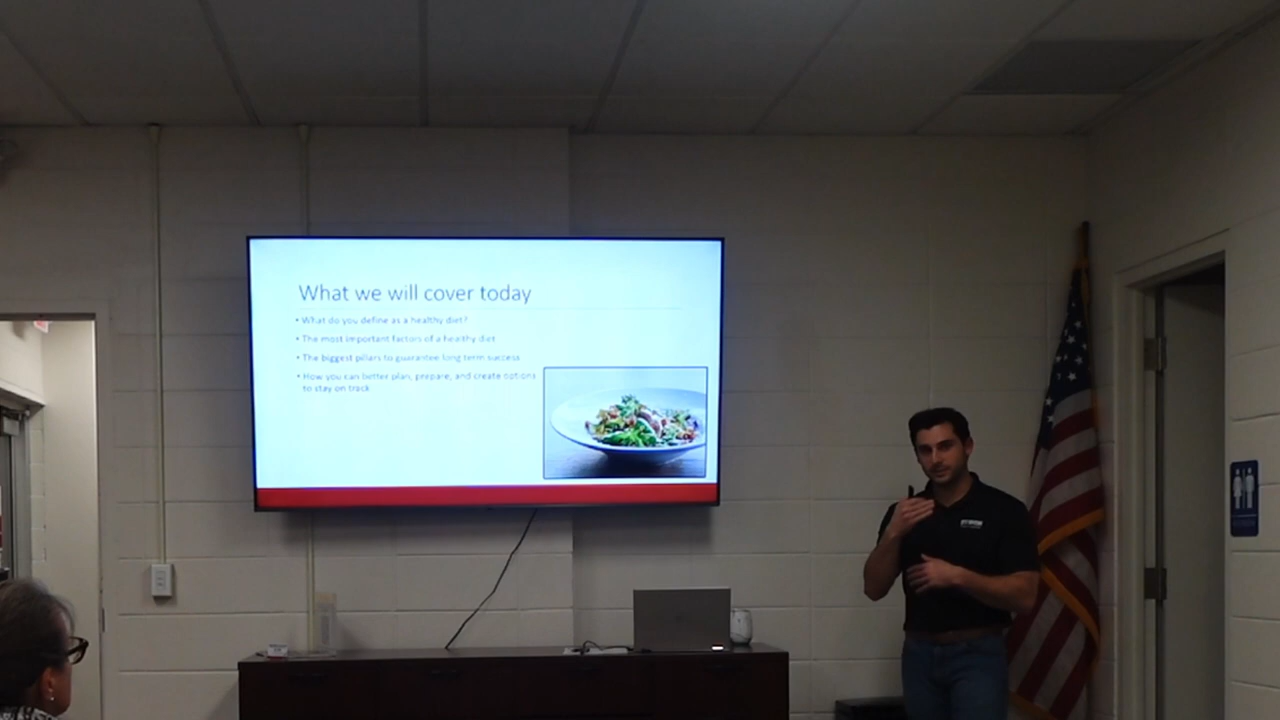 What we will cover today
• What do you define as a healthy diet?
• The most important factors of a healthy diet
• The biggest pillars to guarantee long term success
• How you can better plan, prepare, and create options
to stay on track